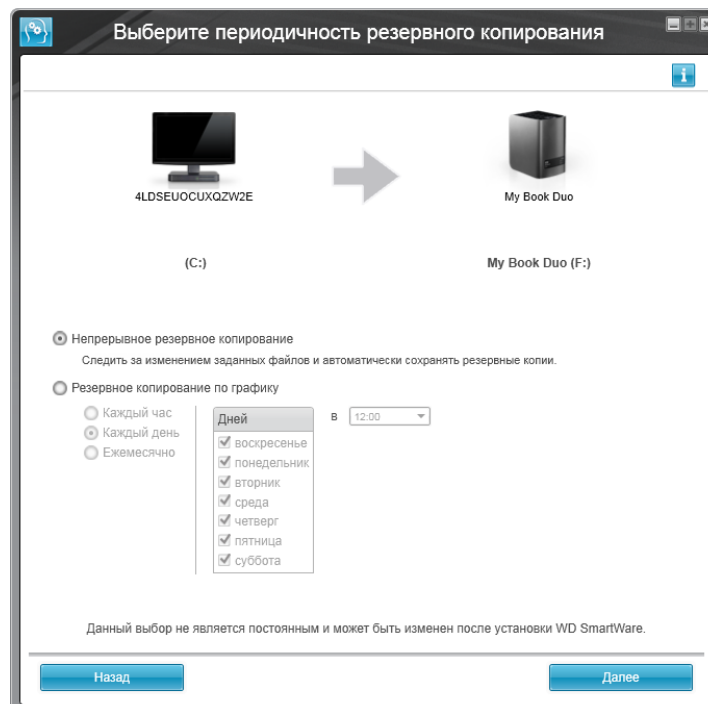 Выберите периодичность резервного копирования
4LDSEUOCUXQZW2E
My Book Duo
(C:)
My Book Duo (F:)
Непрерывное резервное копирование
Следить за изменением заданных файлов и автоматически сохранять резервные копии.
Резервное копирование по графику
Каждый час
Каждый день
Ежемесячно
Дней
воскресенье
понедельник
вторник
среда
четверг
пятница
суббота
в 12:00
Данный выбор не является постоянным и может быть изменен после установки WD SmartWare.
Назад
Далее